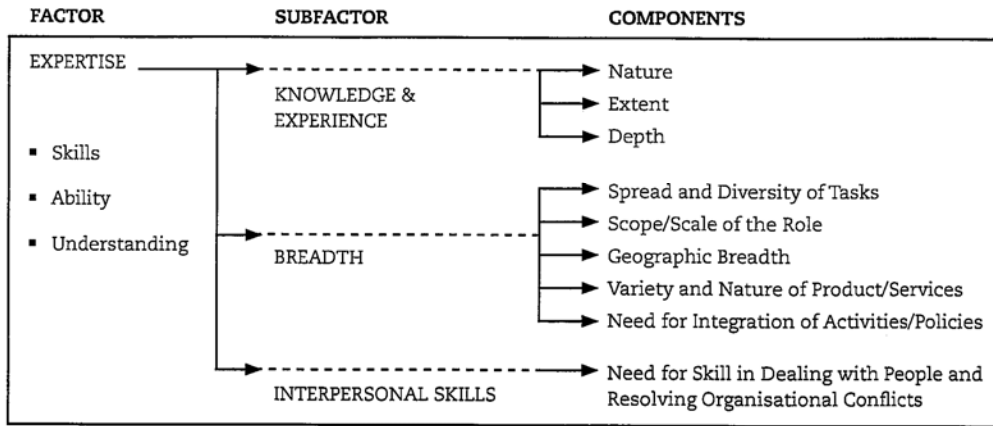 FACTOR SUBFACTOR COMPONENTS
EXPERTISE
▪ Skills
▪ Ability
▪ Understanding
KNOWLEDGE &
EXPERIENCE
Nature
Extent
Depth
BREADTH
Spread and Diversity of Tasks
Scope/Scale of the Role
Geographic Breadth
Variety and Nature of Product/Services
Need for Integration of Activities/Policies
INTERPERSONAL SKILLS
Need for Skill in Dealing with People and
Resolving Organisational Conflicts